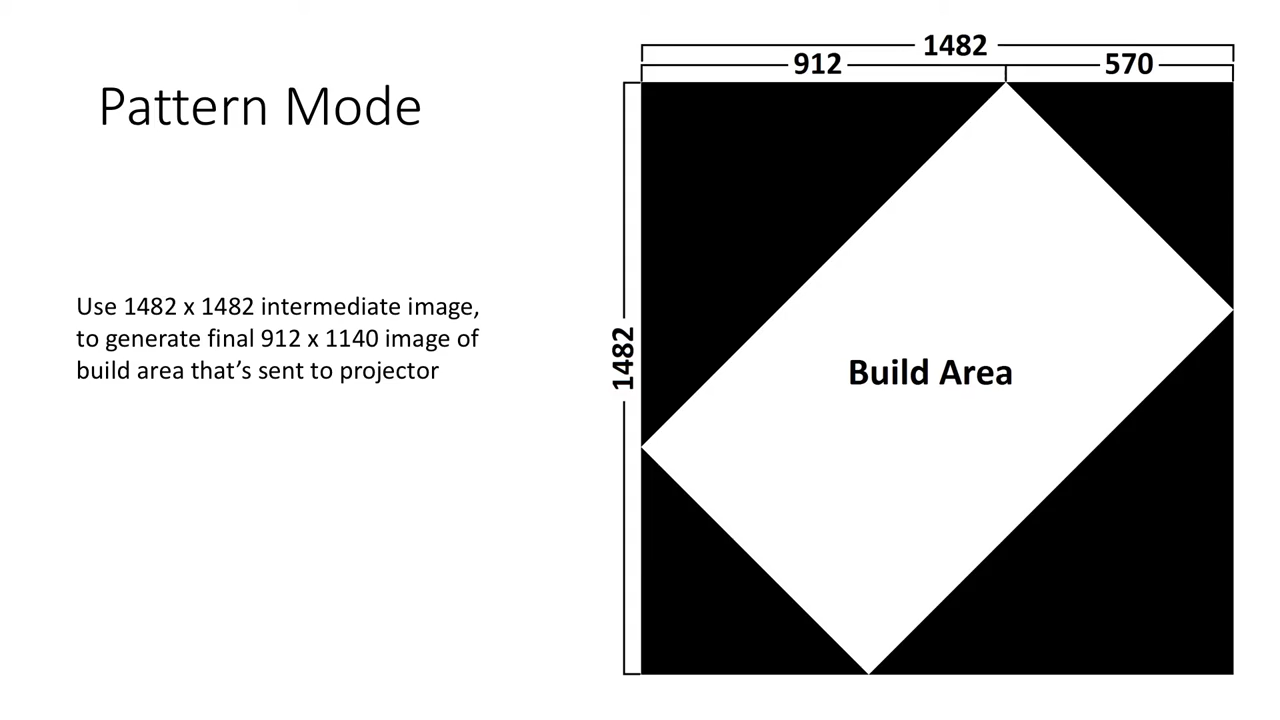 Pattern Mode
Use 1482 x 1482 intermediate image,
to generate final 912 x 1140 image of
build area that’s sent to projector
1482
912
570
1482
Build Area